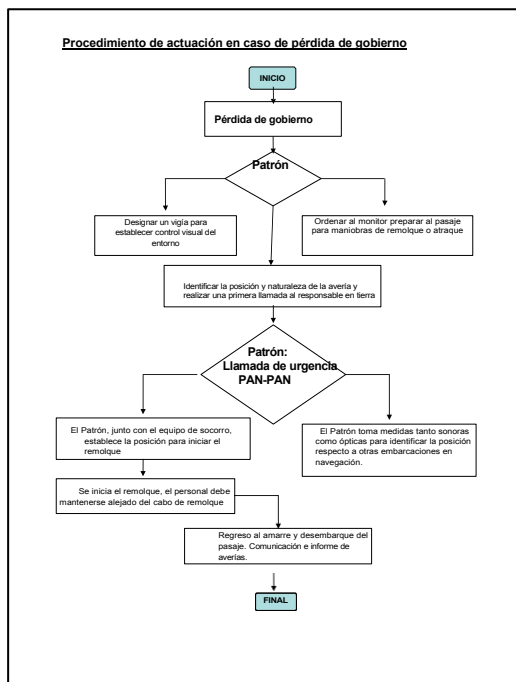 Procedimiento de actuación en caso de pérdida de gobierno
INICIO
Pérdida de gobierno
Patrón
Designar un vigía para
establecer control visual del
entorno
Ordenar al monitor preparar al pasaje
para maniobras de remolque o atraque
Identificar la posición y naturaleza de la avería y
realizar una primera llamada al responsable en tierra
Patrón:
Llamada de urgencia
PAN-PAN
El Patrón, junto con el equipo de socorro,
establece la posición para iniciar el
remolque
El Patrón toma medidas tanto sonoras
como ópticas para identificar la posición
respecto a otras embarcaciones en
navegación.
Se inicia el remolque, el personal debe
mantenerse alejado del cabo de remolque
Regreso al amarre y desembarque del
pasaje. Comunicación e informe de
averías.
FINAL